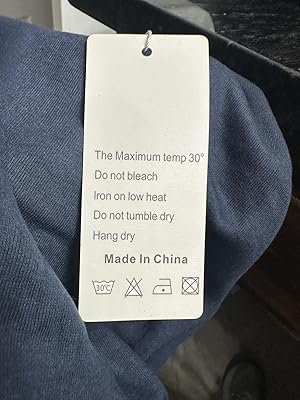 The Maximum temp 30°
Do not bleach
Iron on low heat
Do not tumble dry
Hang dry
Made In China
30°C